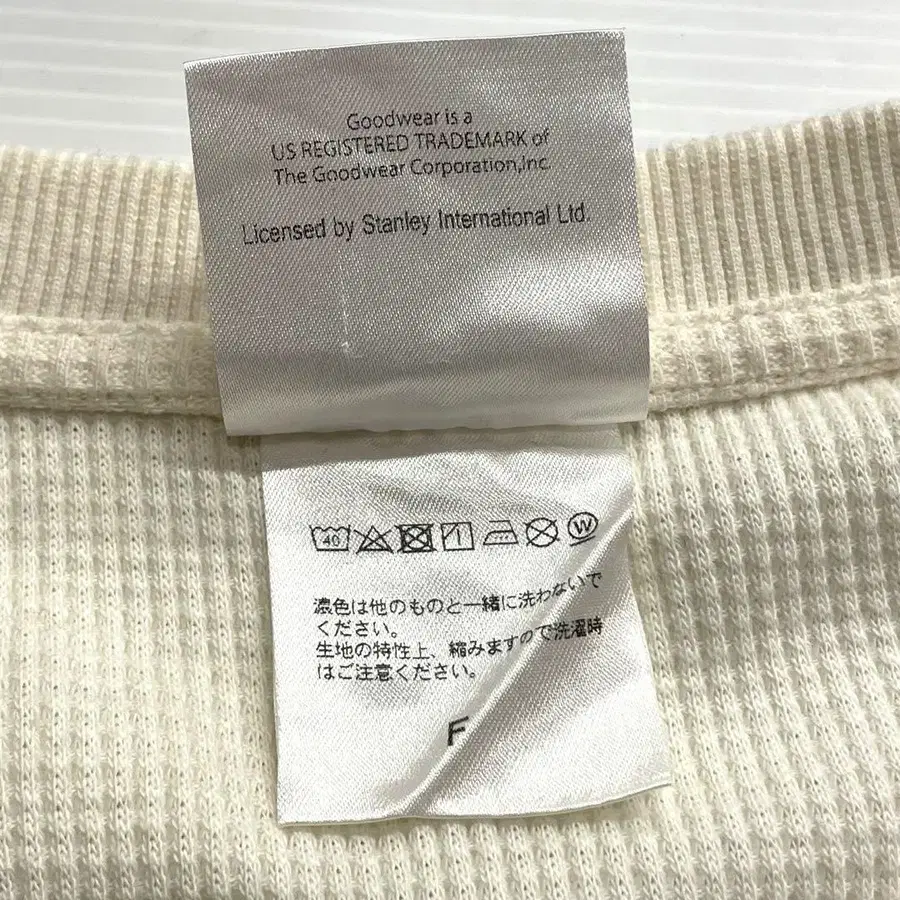 Goodwear is a
US REGISTERED TRADEMARK of
The Goodwear Corporation,Inc.
Licensed by Stanley International Ltd.
40
W
濃色は他のものと一緒に洗わないで
ください。
生地の特性上、縮みますので洗濯時
はご注意ください。
F